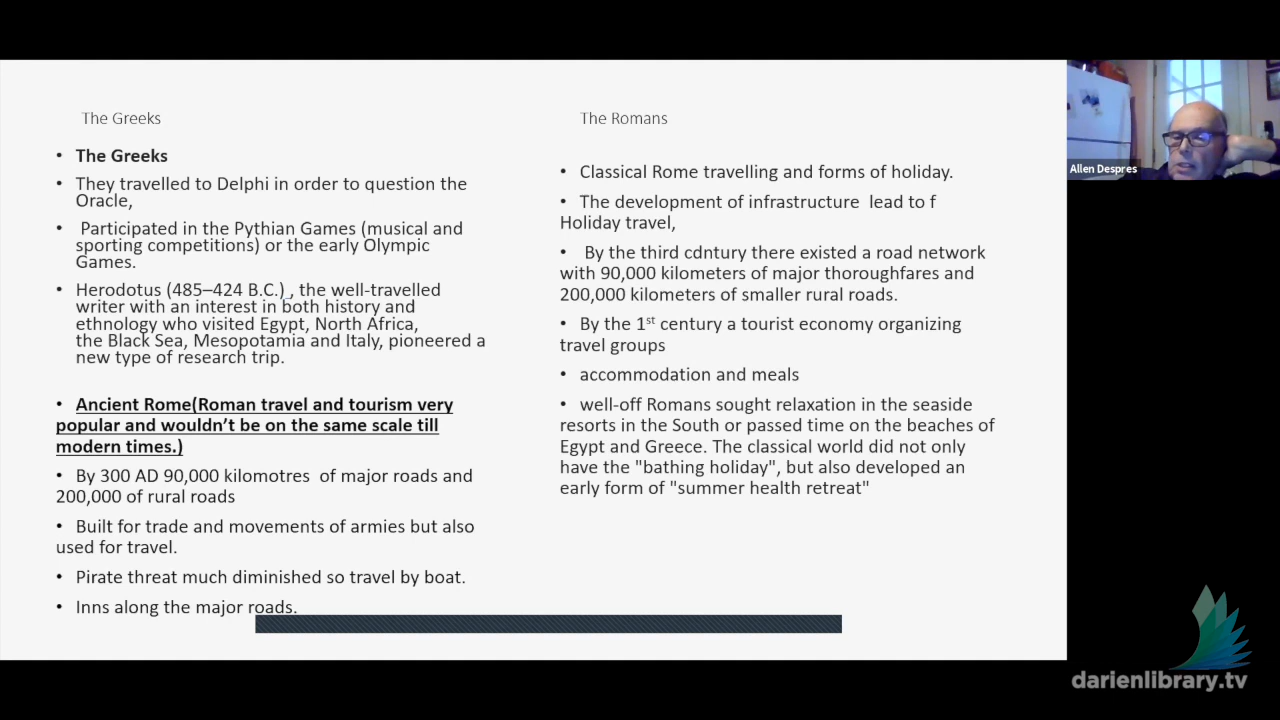 The Greeks
• The Greeks
• They travelled to Delphi in order to question the
Oracle,
• Participated in the Pythian Games (musical and
sporting competitions) or the early Olympic
Games.
• Herodotus (485–424 B.C.) , the well-travelled
writer with an interest in both history and
ethnology who visited Egypt, North Africa,
the Black Sea, Mesopotamia and Italy, pioneered a
new type of research trip.
• Ancient Rome(Roman travel and tourism very
popular and wouldn't be on the same scale till
modern times.)
• By 300 AD 90,000 kilomotres of major roads and
200,000 of rural roads
• Built for trade and movements of armies but also
used for travel.
• Pirate threat much diminished so travel by boat.
• Inns along the major roads.
The Romans
• Classical Rome travelling and forms of holiday.
• The development of infrastructure lead to f
Holiday travel,
• By the third cdntury there existed a road network
with 90,000 kilometers of major thoroughfares and
200,000 kilometers of smaller rural roads.
• By the 1st century a tourist economy organizing
travel groups
• accommodation and meals
• well-off Romans sought relaxation in the seaside
resorts in the South or passed time on the beaches of
Egypt and Greece. The classical world did not only
have the "bathing holiday", but also developed an
early form of "summer health retreat"
Allen Despres
darienlibrary.tv